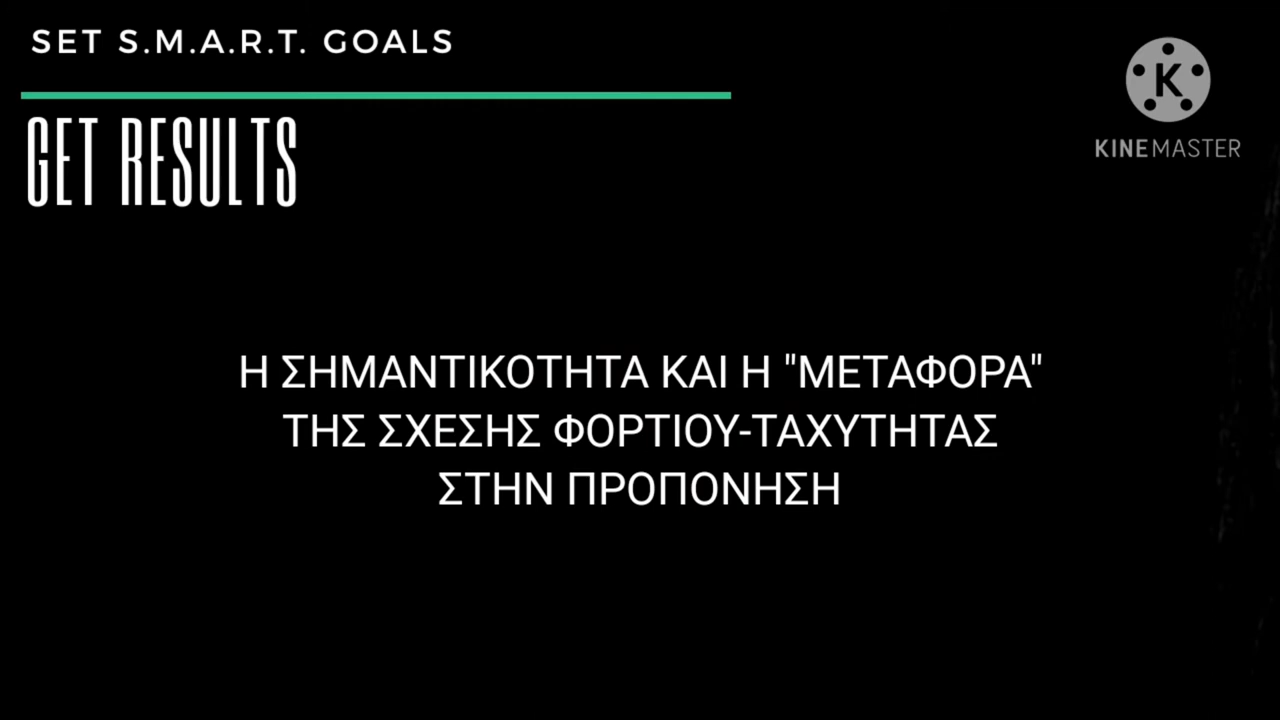 SET S.M.A.R.T. GOALS
GET RESULTS
K
KINEMASTER
Η ΣΗΜΑΝΤΙΚΟΤΗΤΑ ΚΑΙ Η "ΜΕΤΑΦΟΡΑ"
ΤΗΣ ΣΧΕΣΗΣ ΦΟΡΤΙΟΥ-ΤΑΧΥΤΗΤΑΣ
ΣΤΗΝ ΠΡΟΠΟΝΗΣΗ